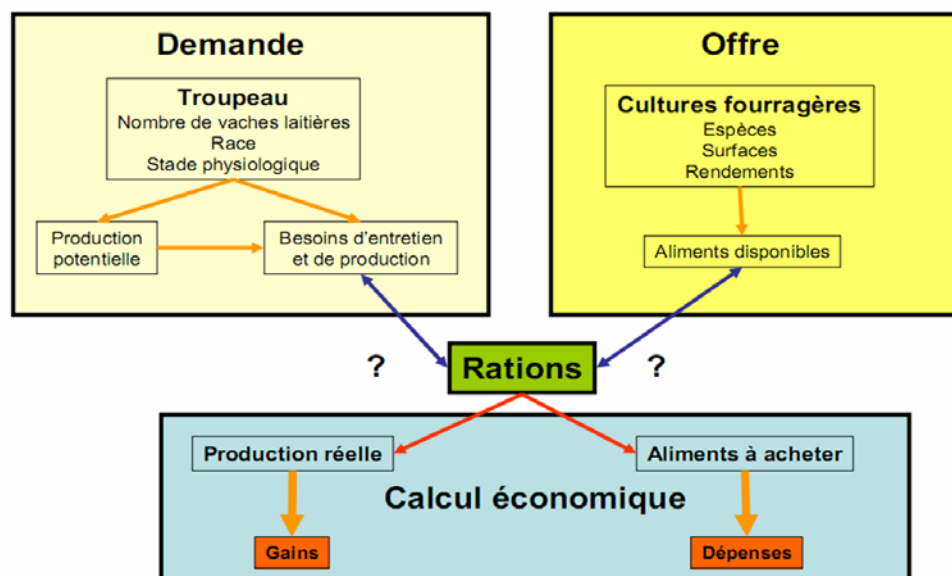 Demande
Troupeau
Nombre de vaches laitières
Race
Stade physiologique
Production
potentielle
Besoins d'entretien
et de production
Offre
Cultures fourragères
Espèces
Surfaces
Rendements
Aliments disponibles
?
Rations
?
Production réelle
Aliments à acheter
Calcul économique
Gains
Dépenses